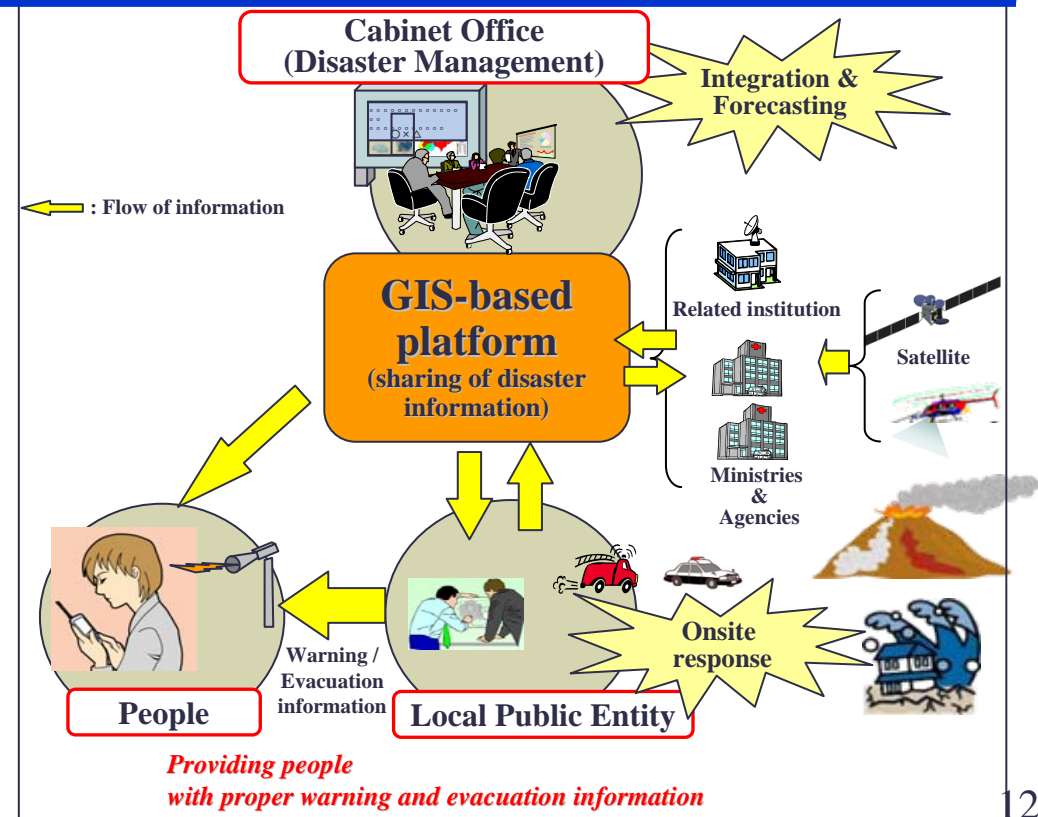 Cabinet Office
(Disaster Management)
Integration &
Forecasting
: Flow of information
GIS-based
platform
(sharing of disaster
information)
Related institution
Satellite
Ministries
&
Agencies
Onsite
response
Warning /
Evacuation
information
People
Local Public Entity
Providing people
with proper warning and evacuation information
12